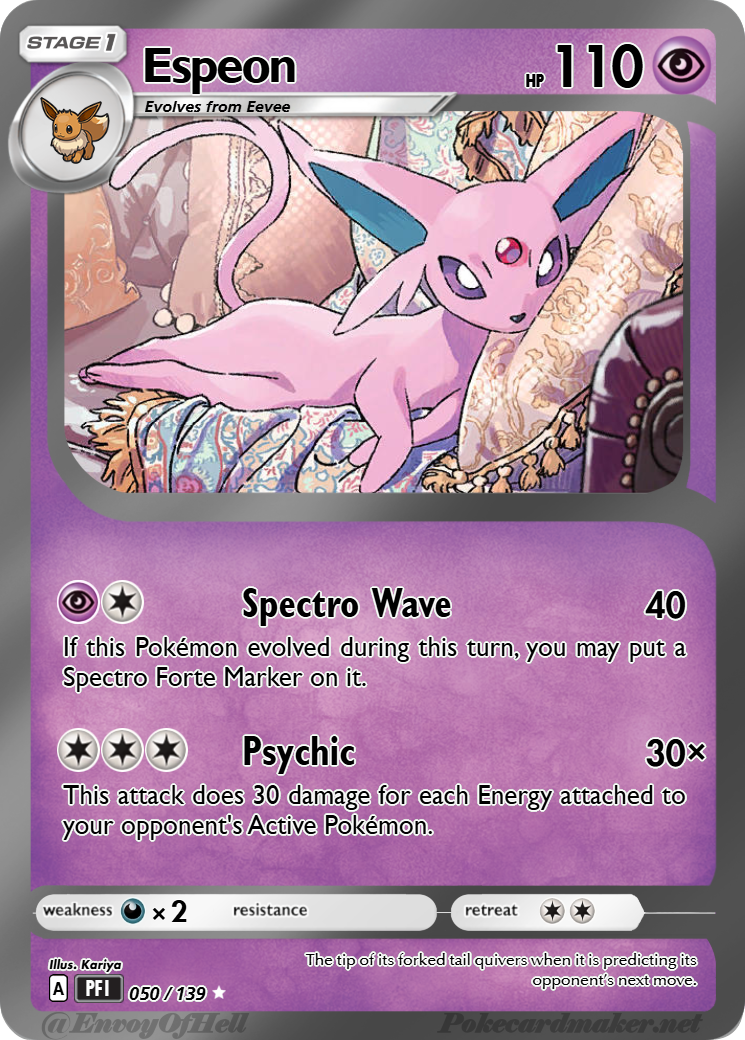 STAGE 1
Espeon
HP 110
Evolves from Eevee
Spectro Wave 40
If this Pokémon evolved during this turn, you may put a
Spectro Forte Marker on it.
Psychic 30×
This attack does 30 damage for each Energy attached to
your opponent's Active Pokémon.
weakness × 2 resistance retreat
Illus. Kariya
The tip of its forked tail quivers when it is predicting its
opponent's next move.
A PFI 050 / 139
@EnvoyOfHell Pokecardmaker.net